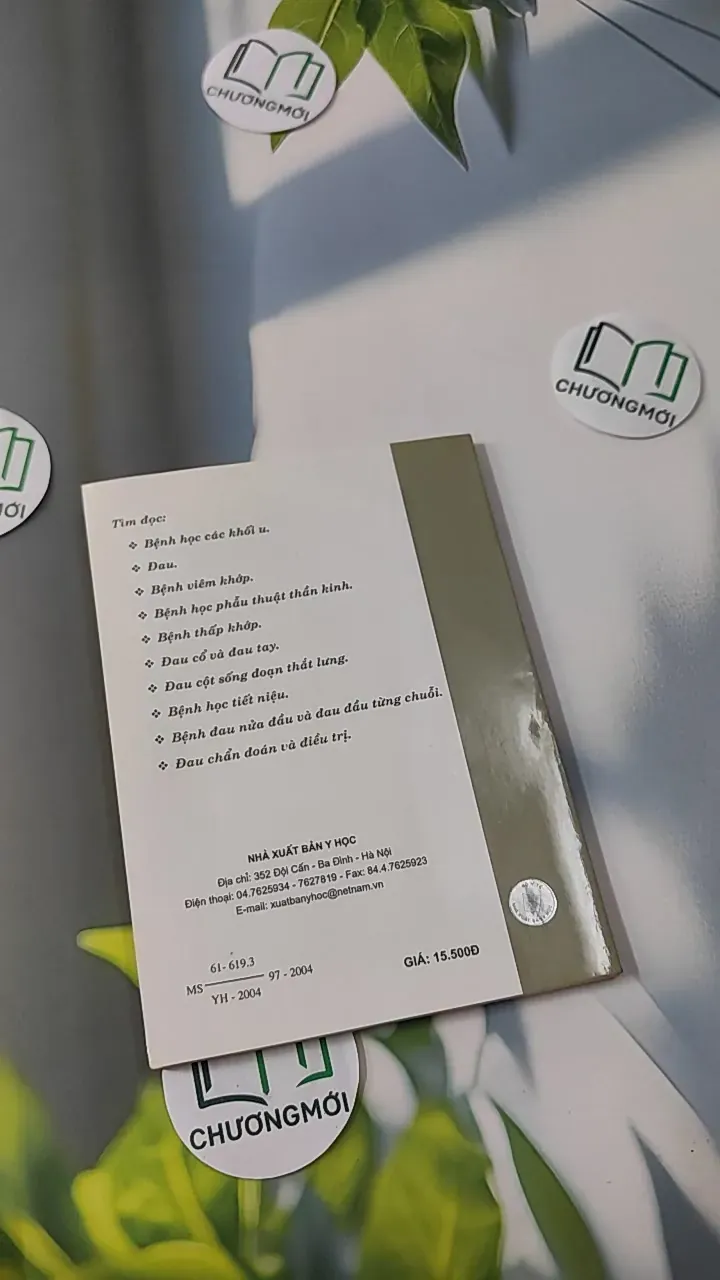 CHƯƠNGMỚI
CHƯƠNGMỚI
ỚI
Tìm đọc:
❖ Bệnh học các khối u.
❖ Đau.
❖ Bệnh viêm khớp.
❖ Bệnh học phẫu thuật thần kinh.
❖ Bệnh thấp khớp.
❖ Đau cổ và đau tay.
❖ Đau cột sống đoạn thắt lưng.
❖ Bệnh học tiết niệu.
❖ Bệnh đau nửa đầu và đau đầu từng chuỗi.
❖ Đau chẩn đoán và điều trị.
NHÀ XUẤT BẢN Y HỌC
Địa chỉ: 352 Đội Cấn - Ba Đình - Hà Nội
Điện thoại: 04.7625934 - 7627819 - Fax: 84.4.7625923
E-mail: xuatbanyhoc@netnam.vn
61- 619.3
MS 97 - 2004
YH - 2004
GIÁ: 15.500Đ
CHƯƠNGMỚI